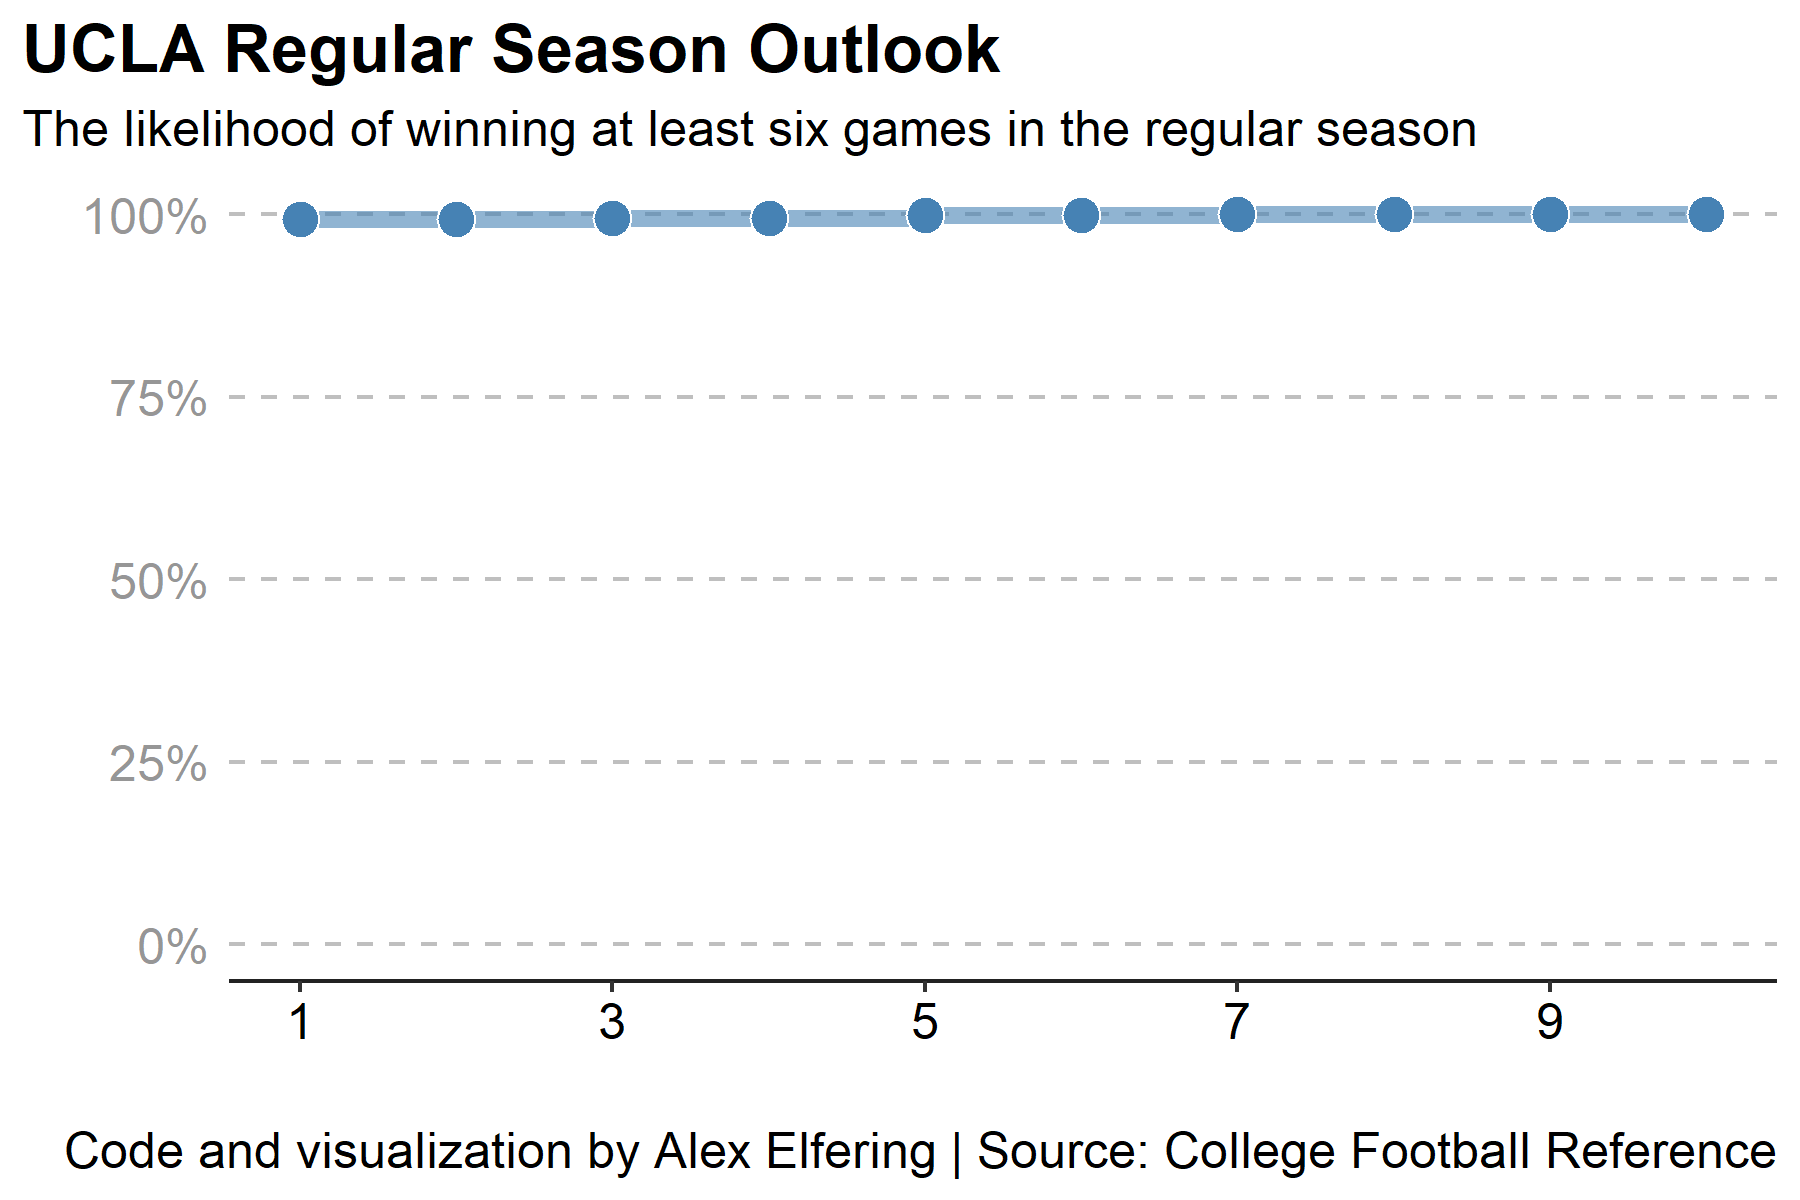 UCLA Regular Season Outlook
The likelihood of winning at least six games in the regular season
100%
75%
50%
25%
0%
1 3 5 7 9
Code and visualization by Alex Elfering | Source: College Football Reference